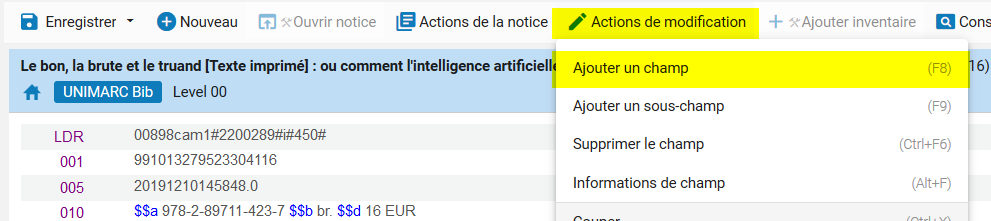 Enregistrer Nouveau Ouvrir notice Actions de la notice Actions de modification Ajouter inventaire Cons
Le bon, la brute et le truand [Texte imprimé] : ou comment l'intelligence artificielle 16)
UNIMARC Bib Level 00
Ajouter un champ (F8)
Ajouter un sous-champ (F9)
Supprimer le champ (Ctrl+F6)
Informations de champ (Alt+F)
LDR 00898cam1#2200289#i#450#
001 991013279523304116
005 20191210145848.0
010 $$a 978-2-89711-423-7 $$b br. $$d 16 EUR